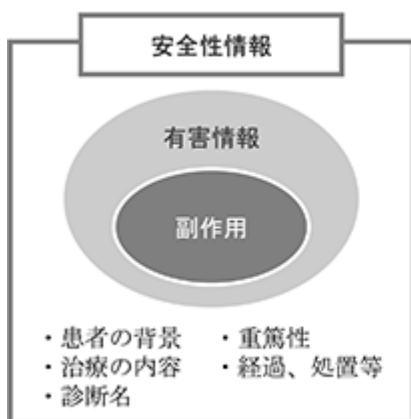 安全性情報
有害情報
副作用
・患者の背景　・重篤性
・治療の内容　・経過、処置等
・診断名